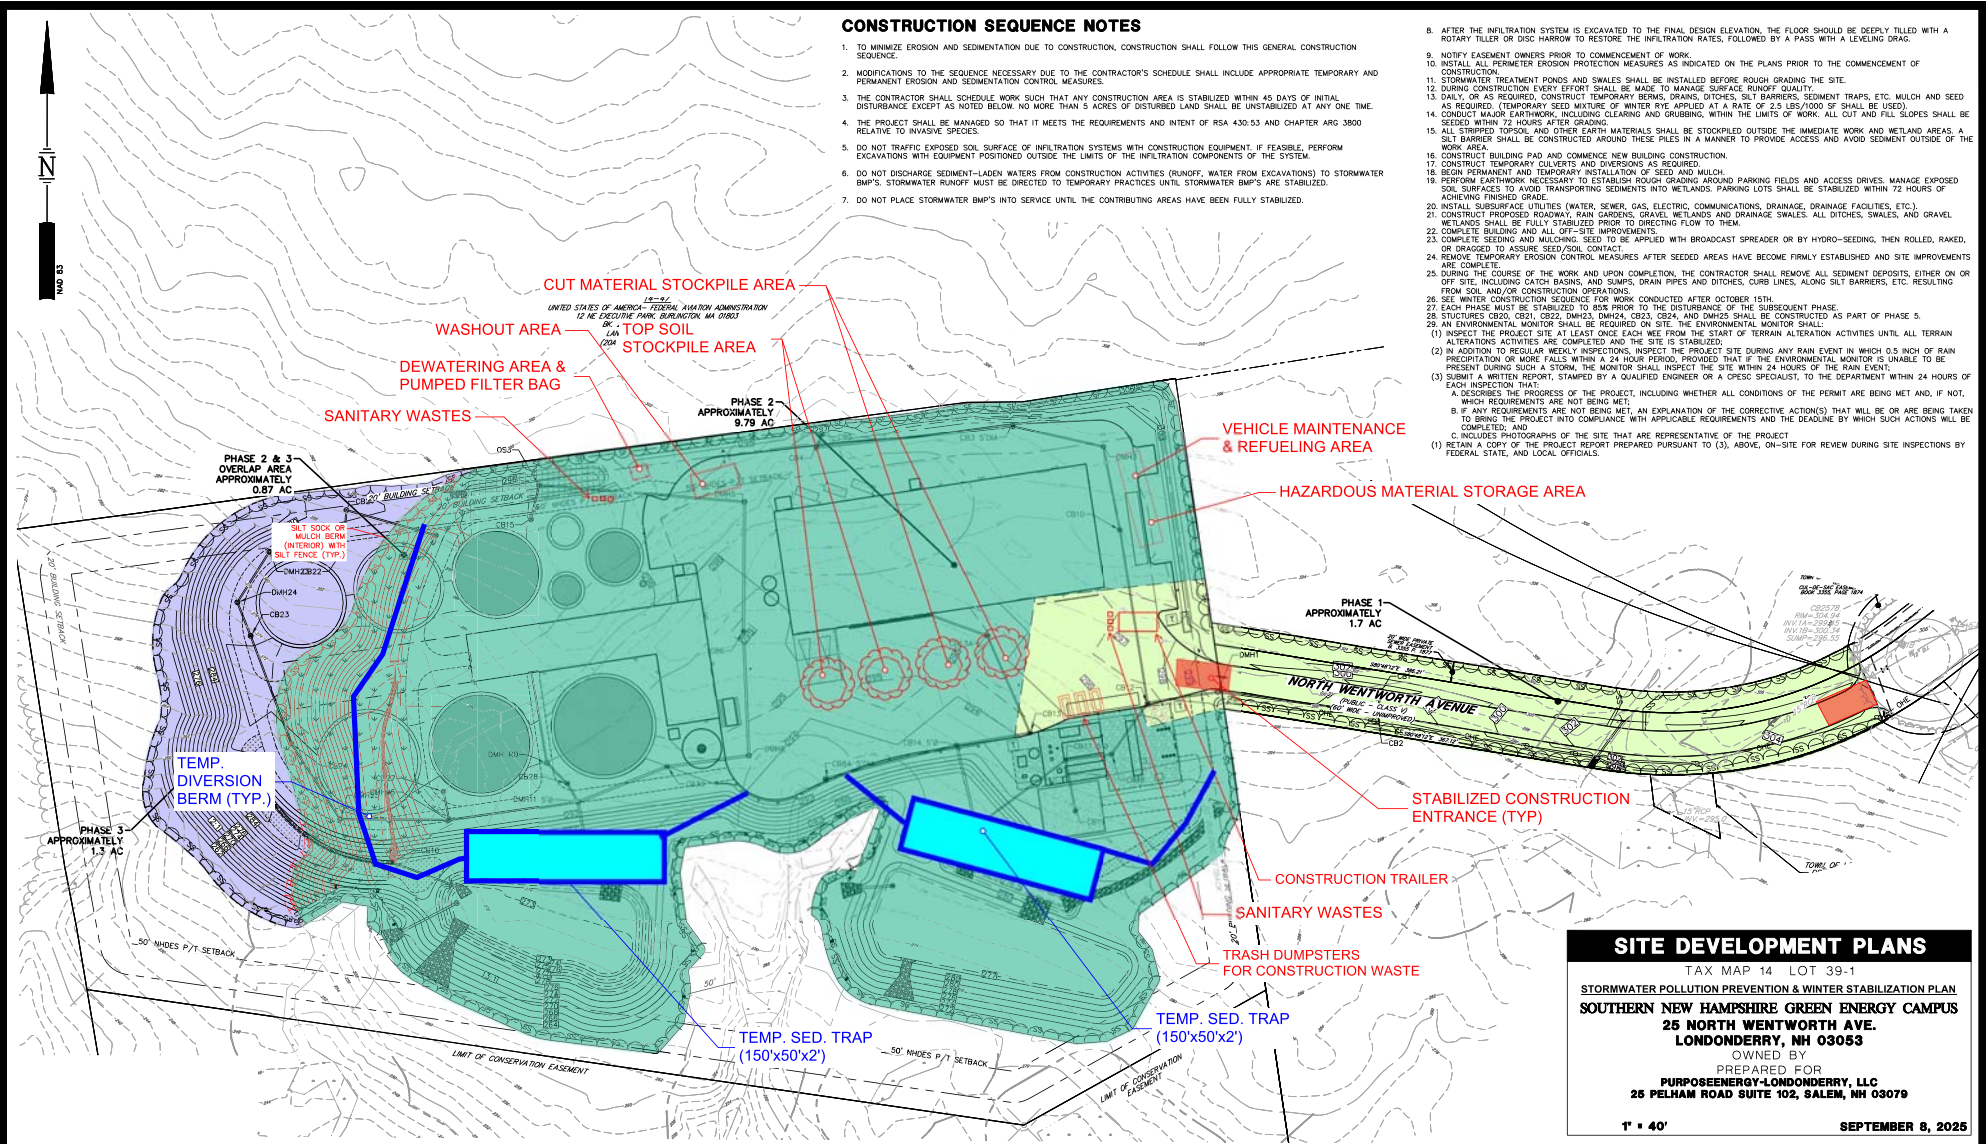 CONSTRUCTION SEQUENCE NOTES
1. TO MINIMIZE EROSION AND SEDIMENTATION DUE TO CONSTRUCTION, CONSTRUCTION SHALL FOLLOW THIS GENERAL CONSTRUCTION
SEQUENCE.
2. MODIFICATIONS TO THE SEQUENCE NECESSARY DUE TO THE CONTRACTOR'S SCHEDULE SHALL INCLUDE APPROPRIATE TEMPORARY AND
PERMANENT EROSION AND SEDIMENTATION CONTROL MEASURES.
3. THE CONTRACTOR SHALL SCHEDULE WORK SUCH THAT ANY CONSTRUCTION AREA IS STABILIZED WITHIN 45 DAYS OF INITIAL
DISTURBANCE EXCEPT AS NOTED BELOW. NO MORE THAN 5 ACRES OF DISTURBED LAND SHALL BE UNSTABILIZED AT ANY ONE TIME.
4. THE PROJECT SHALL BE MANAGED SO THAT IT MEETS THE REQUIREMENTS AND INTENT OF RSA 430:53 AND CHAPTER ARG 3800
RELATIVE TO INVASIVE SPECIES.
5. DO NOT TRAFFIC EXPOSED SOIL SURFACE OF INFILTRATION SYSTEMS WITH CONSTRUCTION EQUIPMENT. IF FEASIBLE, PERFORM
EXCAVATIONS WITH EQUIPMENT POSITIONED OUTSIDE THE LIMITS OF THE INFILTRATION COMPONENTS OF THE SYSTEM.
6. DO NOT DISCHARGE SEDIMENT-LADEN WATERS FROM CONSTRUCTION ACTIVITIES (RUNOFF, WATER FROM EXCAVATIONS) TO STORMWATER
BMP'S. STORMWATER RUNOFF MUST BE DIRECTED TO TEMPORARY PRACTICES UNTIL STORMWATER BMP'S ARE STABILIZED.
7. DO NOT PLACE STORMWATER BMP'S INTO SERVICE UNTIL THE CONTRIBUTING AREAS HAVE BEEN FULLY STABILIZED.
8. AFTER THE INFILTRATION SYSTEM IS EXCAVATED TO THE FINAL DESIGN ELEVATION, THE FLOOR SHOULD BE DEEPLY TILLED WITH A
ROTARY TILLER OR DISC HARROW TO RESTORE THE INFILTRATION RATES, FOLLOWED BY A PASS WITH A LEVELING DRAG.
9. NOTIFY EASEMENT OWNERS PRIOR TO COMMENCEMENT OF WORK.
10. INSTALL ALL PERIMETER EROSION PROTECTION MEASURES AS INDICATED ON THE PLANS PRIOR TO THE COMMENCEMENT OF
CONSTRUCTION.
11. STORMWATER TREATMENT PONDS AND SWALES SHALL BE INSTALLED BEFORE ROUGH GRADING THE SITE.
12. DURING CONSTRUCTION EVERY EFFORT SHALL BE MADE TO MANAGE SURFACE RUNOFF QUALITY.
13. DAILY, OR AS REQUIRED, CONSTRUCT TEMPORARY BERMS, DRAINS, DITCHES, SILT BARRIERS, SEDIMENT TRAPS, ETC. MULCH AND SEED
AS REQUIRED. (TEMPORARY SEED MIXTURE OF WINTER RYE APPLIED AT A RATE OF 2.5 LBS/1000 SF SHALL BE USED).
14. CONDUCT MAJOR EARTHWORK, INCLUDING CLEARING AND GRUBBING, WITHIN THE LIMITS OF WORK. ALL CUT AND FILL SLOPES SHALL BE
SEEDED WITHIN 72 HOURS AFTER GRADING.
15. ALL STRIPPED TOPSOIL AND OTHER EARTH MATERIALS SHALL BE STOCKPILED OUTSIDE THE IMMEDIATE WORK AND WETLAND AREAS. A
SILT BARRIER SHALL BE CONSTRUCTED AROUND THESE PILES IN A MANNER TO PROVIDE ACCESS AND AVOID SEDIMENT OUTSIDE OF THE
WORK AREA.
16. CONSTRUCT BUILDING PAD AND COMMENCE NEW BUILDING CONSTRUCTION.
17. CONSTRUCT TEMPORARY CULVERTS AND DIVERSIONS AS REQUIRED.
18. BEGIN PERMANENT AND TEMPORARY INSTALLATION OF SEED AND MULCH.
19. PERFORM EARTHWORK NECESSARY TO ESTABLISH ROUGH GRADING AROUND PARKING FIELDS AND ACCESS DRIVES. MANAGE EXPOSED
SOIL SURFACES TO AVOID TRANSPORTING SEDIMENTS INTO WETLANDS. PARKING LOTS SHALL BE STABILIZED WITHIN 72 HOURS OF
ACHIEVING FINISHED GRADE.
20. INSTALL SUBSURFACE UTILITIES (WATER, SEWER, GAS, ELECTRIC, COMMUNICATIONS, DRAINAGE, DRAINAGE FACILITIES, ETC.).
21. CONSTRUCT PROPOSED ROADWAY, RAIN GARDENS, GRAVEL WETLANDS AND DRAINAGE SWALES. ALL DITCHES, SWALES, AND GRAVEL
WETLANDS SHALL BE FULLY STABILIZED PRIOR TO DIRECTING FLOW TO THEM.
22. COMPLETE BUILDING AND ALL OFF-SITE IMPROVEMENTS.
23. COMPLETE SEEDING AND MULCHING. SEED TO BE APPLIED WITH BROADCAST SPREADER OR BY HYDRO-SEEDING, THEN ROLLED, RAKED,
OR DRAGGED TO ASSURE SEED/SOIL CONTACT.
24. REMOVE TEMPORARY EROSION CONTROL MEASURES AFTER SEEDED AREAS HAVE BECOME FIRMLY ESTABLISHED AND SITE IMPROVEMENTS
ARE COMPLETE.
25. DURING THE COURSE OF THE WORK AND UPON COMPLETION, THE CONTRACTOR SHALL REMOVE ALL SEDIMENT DEPOSITS, EITHER ON OR
OFF SITE, INCLUDING CATCH BASINS, AND SUMPS, DRAIN PIPES AND DITCHES, CURB LINES, ALONG SILT BARRIERS, ETC. RESULTING
FROM SOIL AND/OR CONSTRUCTION OPERATIONS.
26. SEE WINTER CONSTRUCTION SEQUENCE FOR WORK CONDUCTED AFTER OCTOBER 15TH.
27. EACH PHASE MUST BE STABILIZED TO 85% PRIOR TO THE DISTURBANCE OF THE SUBSEQUENT PHASE.
28. STUCTURES CB20, CB21, CB22, DMH23, DMH24, CB23, CB24, AND DMH25 SHALL BE CONSTRUCTED AS PART OF PHASE 5.
29. AN ENVIRONMENTAL MONITOR SHALL BE REQUIRED ON SITE. THE ENVIRONMENTAL MONITOR SHALL:
(1) INSPECT THE PROJECT SITE AT LEAST ONCE EACH WEE FROM THE START OF TERRAIN ALTERATION ACTIVITIES UNTIL ALL TERRAIN
ALTERATIONS ACTIVITIES ARE COMPLETED AND THE SITE IS STABILIZED;
(2) IN ADDITION TO REGULAR WEEKLY INSPECTIONS, INSPECT THE PROJECT SITE DURING ANY RAIN EVENT IN WHICH 0.5 INCH OF RAIN
PRECIPITATION OR MORE FALLS WITHIN A 24 HOUR PERIOD, PROVIDED THAT IF THE ENVIRONMENTAL MONITOR IS UNABLE TO BE
PRESENT DURING SUCH A STORM, THE MONITOR SHALL INSPECT THE SITE WITHIN 24 HOURS OF THE RAIN EVENT;
(3) SUBMIT A WRITTEN REPORT, STAMPED BY A QUALIFIED ENGINEER OR A CPESC SPECIALIST, TO THE DEPARTMENT WITHIN 24 HOURS OF
EACH INSPECTION THAT:
A. DESCRIBES THE PROGRESS OF THE PROJECT, INCLUDING WHETHER ALL CONDITIONS OF THE PERMIT ARE BEING MET AND, IF NOT,
WHICH REQUIREMENTS ARE NOT BEING MET;
B. IF ANY REQUIREMENTS ARE NOT BEING MET, AN EXPLANATION OF THE CORRECTIVE ACTION(S) THAT WILL BE OR ARE BEING TAKEN
TO BRING THE PROJECT INTO COMPLIANCE WITH APPLICABLE REQUIREMENTS AND THE DEADLINE BY WHICH SUCH ACTIONS WILL BE
COMPLETED; AND
C. INCLUDES PHOTOGRAPHS OF THE SITE THAT ARE REPRESENTATIVE OF THE PROJECT
(1) RETAIN A COPY OF THE PROJECT REPORT PREPARED PURSUANT TO (3), ABOVE, ON-SITE FOR REVIEW DURING SITE INSPECTIONS BY
FEDERAL STATE, AND LOCAL OFFICIALS.
N
NAD 83
CUT MATERIAL STOCKPILE AREA
UNITED STATES OF AMERICA- FEDERAL AVIATION ADMINISTRATION
12 NE EXECUTIVE PARK, BURLINGTON, MA 01803
WASHOUT AREA
TOP SOIL
STOCKPILE AREA
DEWATERING AREA &
PUMPED FILTER BAG
SANITARY WASTES
PHASE 2
APPROXIMATELY
9.79 AC
VEHICLE MAINTENANCE
& REFUELING AREA
HAZARDOUS MATERIAL STORAGE AREA
PHASE 2 & 3
OVERLAP AREA
APPROXIMATELY
0.87 AC
OS3
20' BUILDING SETBACK
20' BUILDING SETBACK
CB15
SILT SOCK OR
MULCH BERM
(INTERIOR) WITH
SILT FENCE (TYP.)
20' BUILDING SETBACK
CB22
DMH24
CB23
CB10
PHASE 1
APPROXIMATELY
1.7 AC
CB2578
RIM=304.94
SUMP=296.55
20' WIDE PRIVATE
SEWER EASEMENT
DMH1
CB1
NORTH WENTWORTH AVENUE
(PUBLIC - CLASS V)
(60' WIDE - UNIMPROVED)
300
302
304
CB2
TEMP.
DIVERSION
BERM (TYP.)
CB28
DMH11
CB16
PHASE 3
APPROXIMATELY
1.3 AC
STABILIZED CONSTRUCTION
ENTRANCE (TYP)
15" RCP
CONSTRUCTION TRAILER
SANITARY WASTES
TRASH DUMPSTERS
FOR CONSTRUCTION WASTE
50' NHDES P/T SETBACK
50'
TEMP. SED. TRAP
(150'x50'x2')
TEMP. SED. TRAP
(150'x50'x2')
50' NHDES P/T SETBACK
LIMIT OF CONSERVATION EASEMENT
LIMIT OF CONSERVATION
EASEMENT
SITE DEVELOPMENT PLANS
TAX MAP 14 LOT 39-1
STORMWATER POLLUTION PREVENTION & WINTER STABILIZATION PLAN
SOUTHERN NEW HAMPSHIRE GREEN ENERGY CAMPUS
25 NORTH WENTWORTH AVE.
LONDONDERRY, NH 03053
OWNED BY
PREPARED FOR
PURPOSEENERGY-LONDONDERRY, LLC
25 PELHAM ROAD SUITE 102, SALEM, NH 03079
1" = 40'
SEPTEMBER 8, 2025